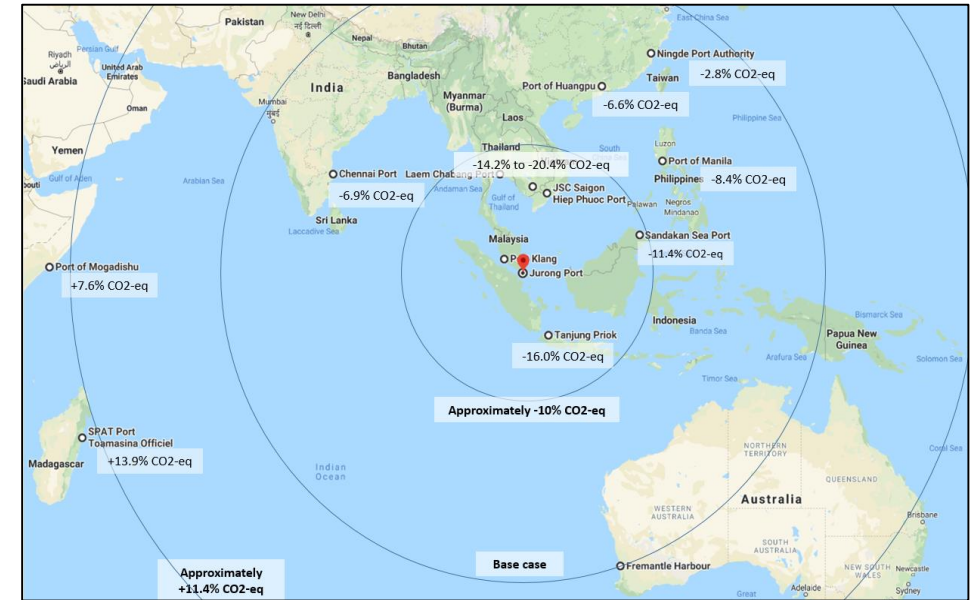 New Delhi
नई दिल्ली
East China Sea
Pakistan
Nepal
Bhutan
Persian Gulf
Riyadh
الرياض
Ningde Port Authority
-2.8% CO2-eq
Saudi Arabia
United Arab
Emirates
Bangladesh
Taiwan
India
Port of Huangpu
Myanmar
(Burma)
-6.6% CO2-eq
Mumbai
मुंबई
Oman
Laos
Philippine Sea
Yemen
Thailand
South
Luzon
-14.2% to -20.4% CO2-eq
Port of Manila
Gulf of Aden
Arabian Sea
Chennai Port
Laem Chabang Port
Philippines
-8.4% CO2-eq
-6.9% CO2-eq
Andaman Sea
Gulf of
Thailand
JSC Saigon
Hiep Phuoc Port
Palawan
Negros
Mindanao
Sri Lanka
Laccadive Sea
Malaysia
Sandakan Sea Port
-11.4% CO2-eq
Port of Mogadishu
+7.6% CO2-eq
Klang
Jurong Port
Indonesia
Banda Sea
Bismarck Sea
Papua New
Guinea
Tanjung Priok
-16.0% CO2-eq
Arafura Sea
Solomon Sea
Timor Sea
Approximately -10% CO2-eq
SPAT Port
Toamasina Officiel
+13.9% CO2-eq
Madagascar
Indian
Ocean
NORTHERN
TERRITORY
Coral Sea
QUEENSLAND
Australia
WESTERN
AUSTRALIA
Brisbane
SOUTH
AUSTRALIA
Base case
Fremantle Harbour
NEW SOUTH
WALES
Newcastle
Approximately
+11.4% CO2-eq
Great
Adelaide
Sydney